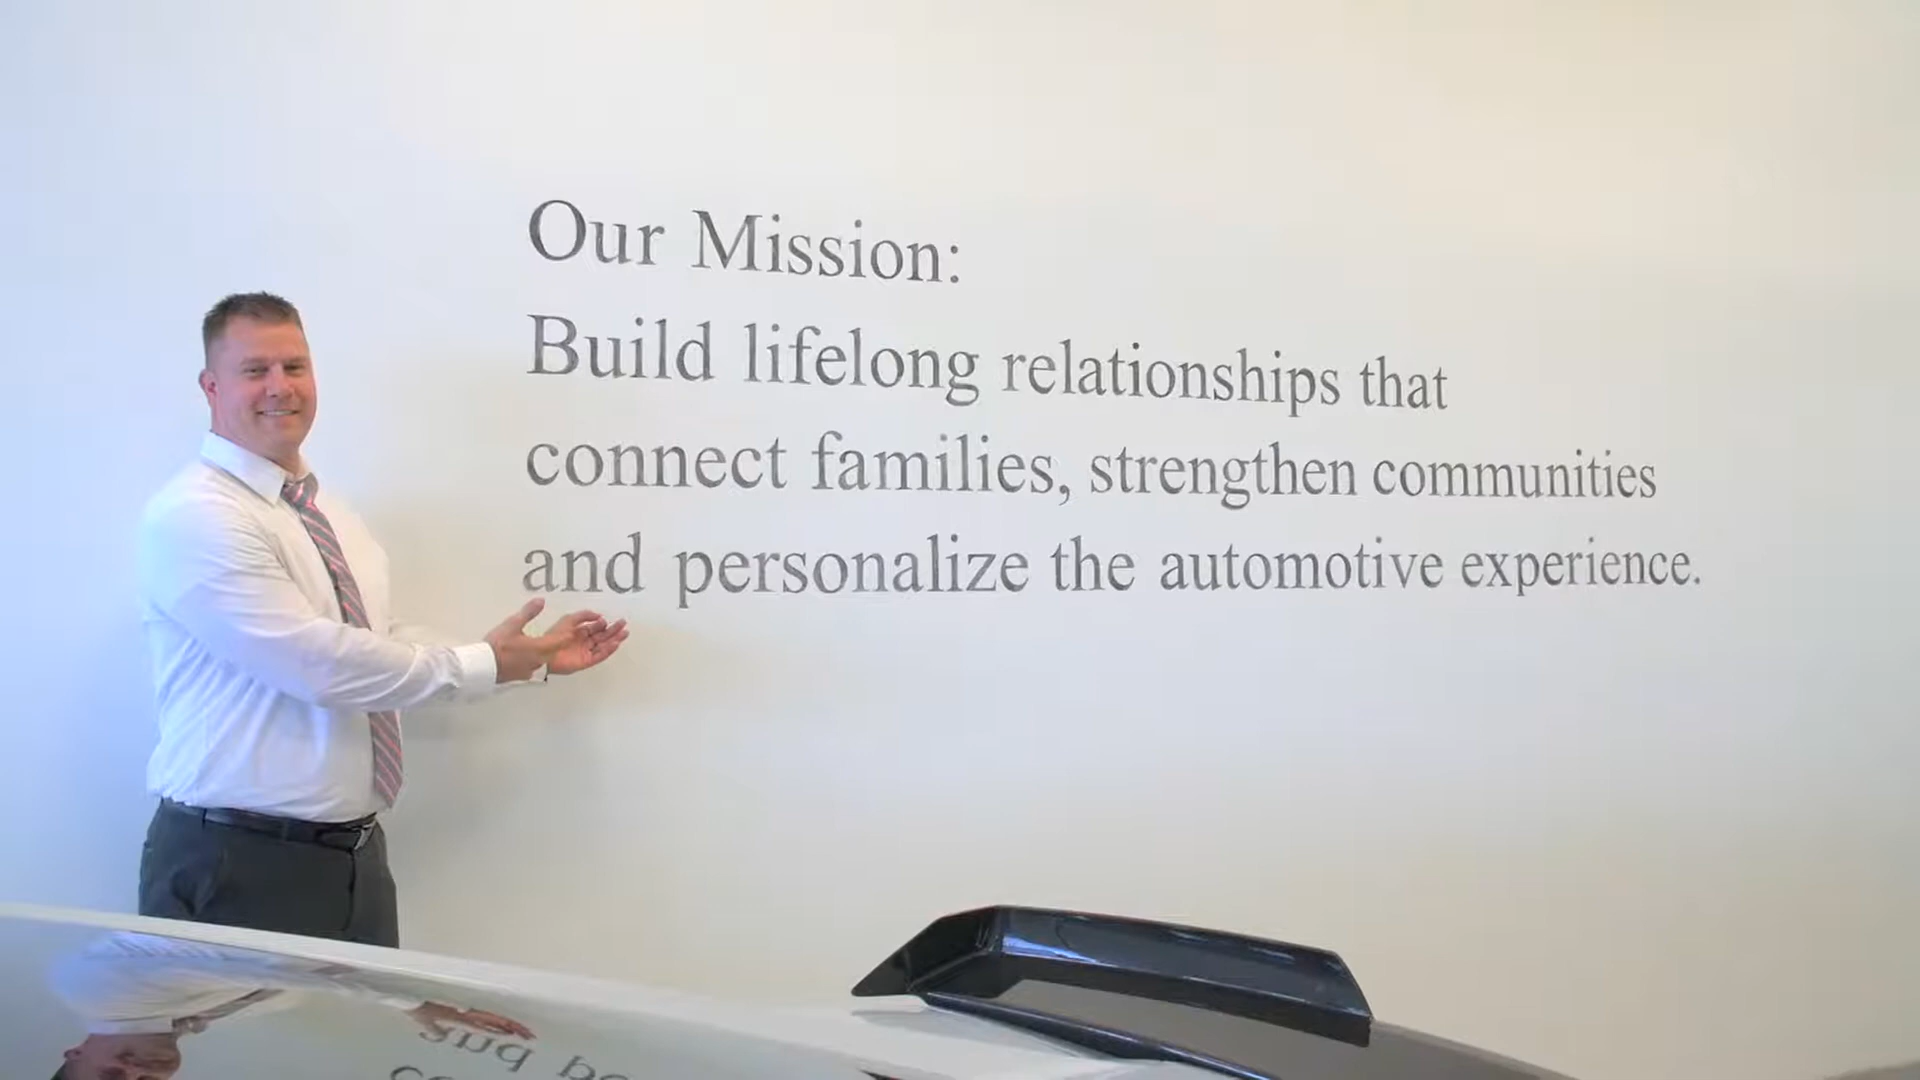 Our Mission:
Build lifelong relationships that
connect families, strengthen communities
and personalize the automotive experience.